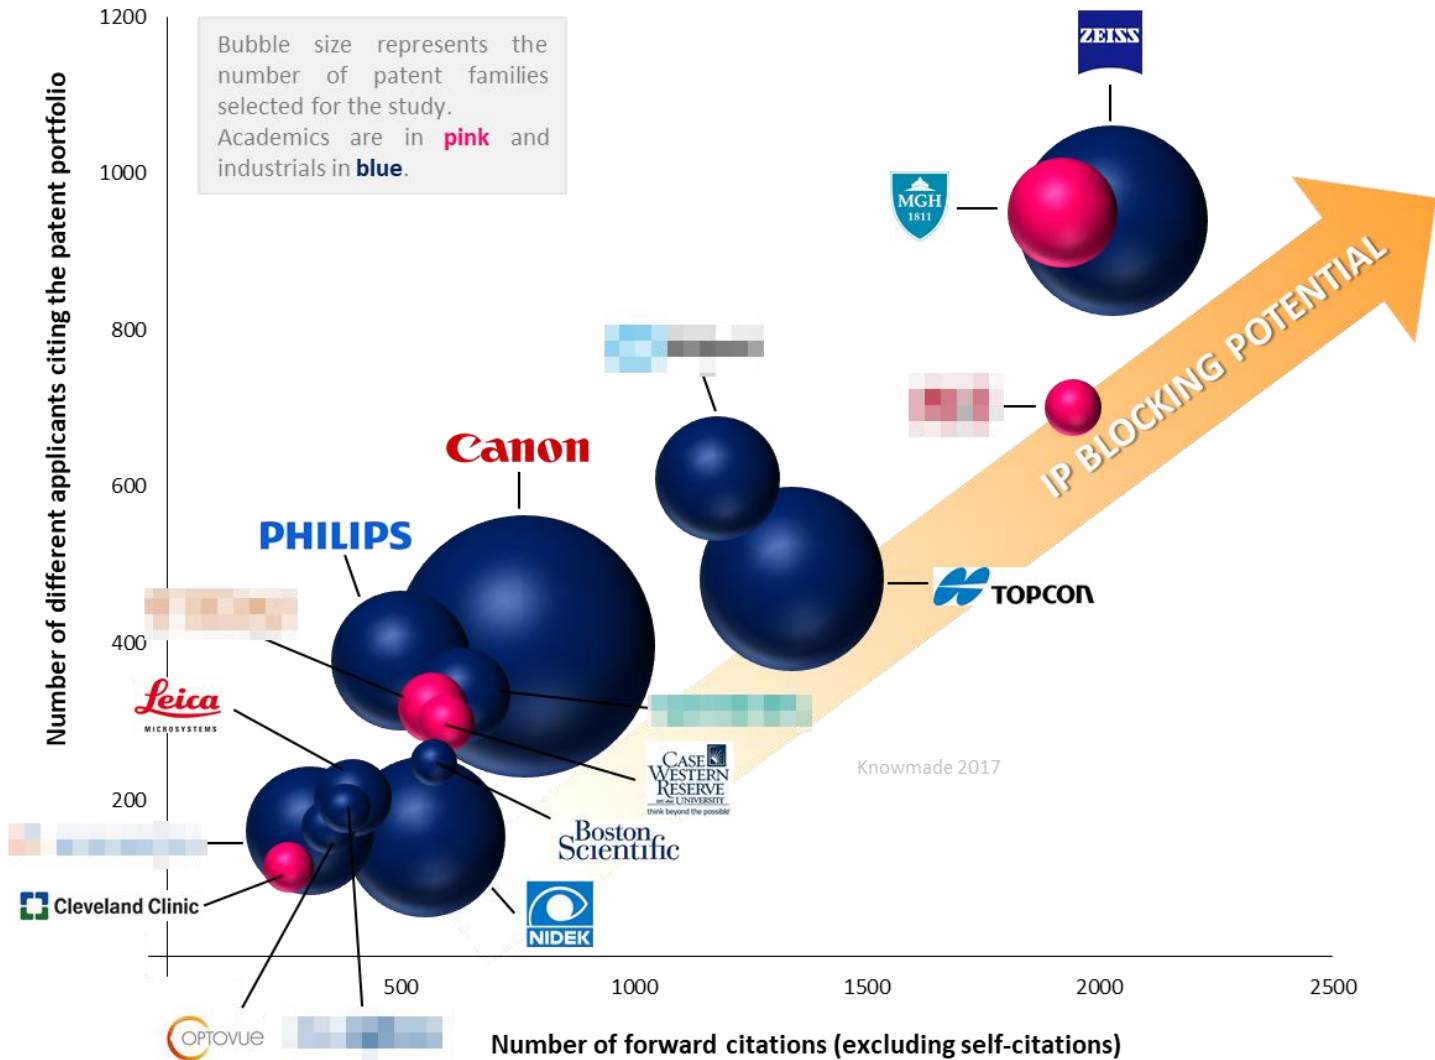 1200
Bubble size represents the
number of patent families
selected for the study.
Academics are in pink and
industrials in blue.
ZEISS
Number of different applicants citing the patent portfolio
1000
MGH
1811
800
IP BLOCKING POTENTIAL
Canon
600
PHILIPS
TOPCON
400
Leica
MICROSYSTEMS
CASE
WESTERN
RESERVE
EST. 1826 UNIVERSITY
think beyond the possible
Knowmade 2017
200
Boston
Scientific
Cleveland Clinic
NIDEK
500
1000
1500
2000
2500
OPTOVUE
Number of forward citations (excluding self-citations)